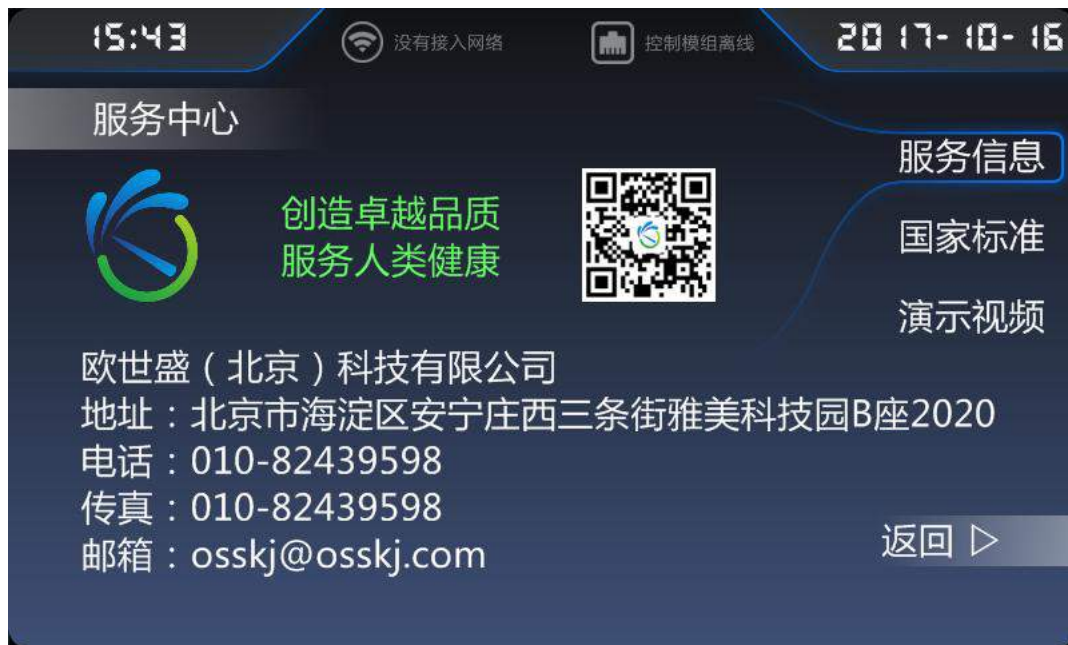 15:43
没有接入网络
控制模组离线
2017-10-16
服务中心
服务信息
创造卓越品质
服务人类健康
国家标准
演示视频
欧世盛（北京）科技有限公司
地址：北京市海淀区安宁庄西三条街雅美科技园B座2020
电话：010-82439598
传真：010-82439598
邮箱：osskj@osskj.com
返回